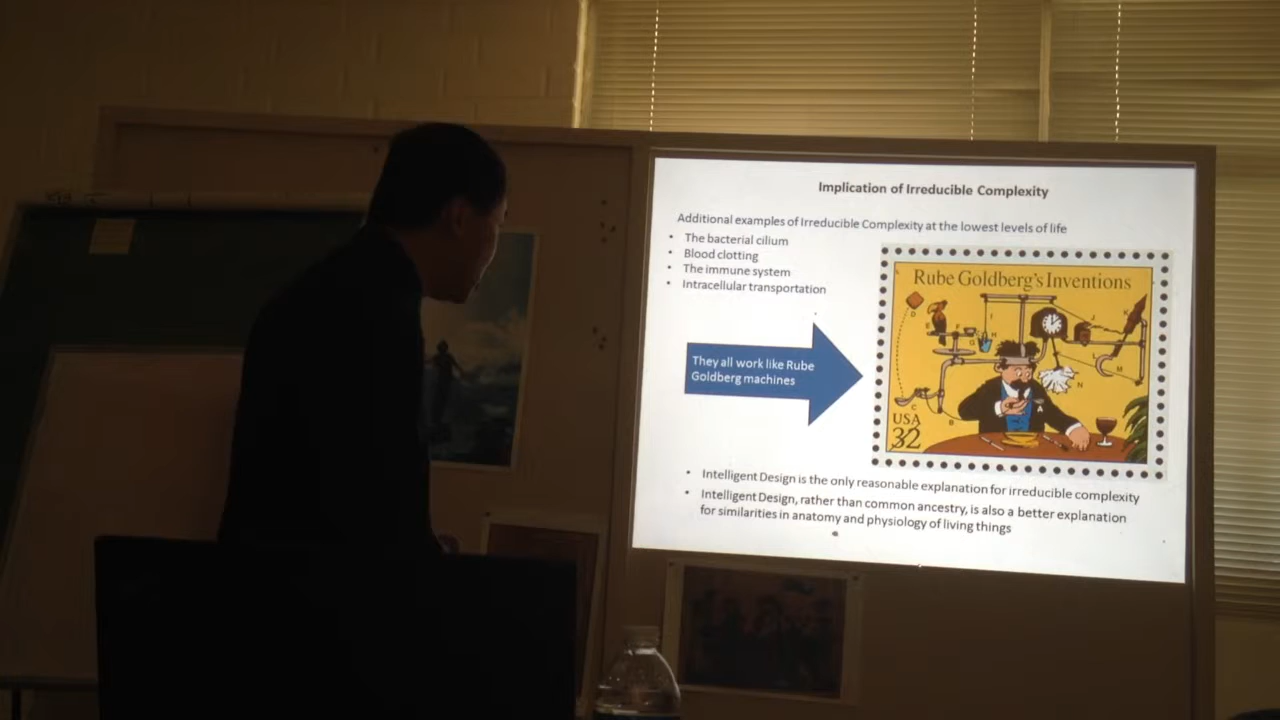 Implication of Irreducible Complexity
Additional examples of Irreducible Complexity at the lowest levels of life
• The bacterial cilium
• Blood clotting
• The immune system
• Intracellular transportation
They all work like Rube
Goldberg machines
Rube Goldberg's Inventions
USA
32
• Intelligent Design is the only reasonable explanation for irreducible complexity
• Intelligent Design, rather than common ancestry, is also a better explanation
for similarities in anatomy and physiology of living things